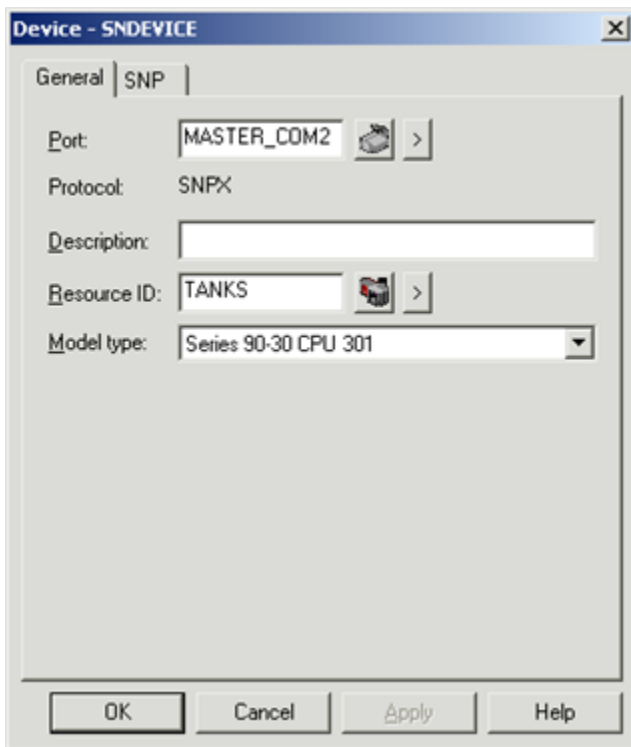 Device - SNDEVICE
General SNP
Port: MASTER_COM2 >
Protocol: SNPX
Description:
Resource ID: TANKS >
Model type: Series 90-30 CPU 301
OK Cancel Apply Help